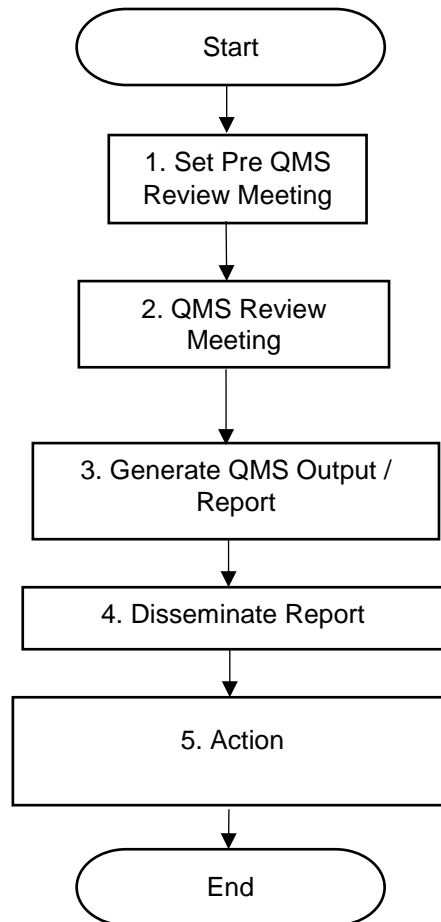 Start
1. Set Pre QMS
Review Meeting
2. QMS Review
Meeting
3. Generate QMS Output /
Report
4. Disseminate Report
5. Action
End